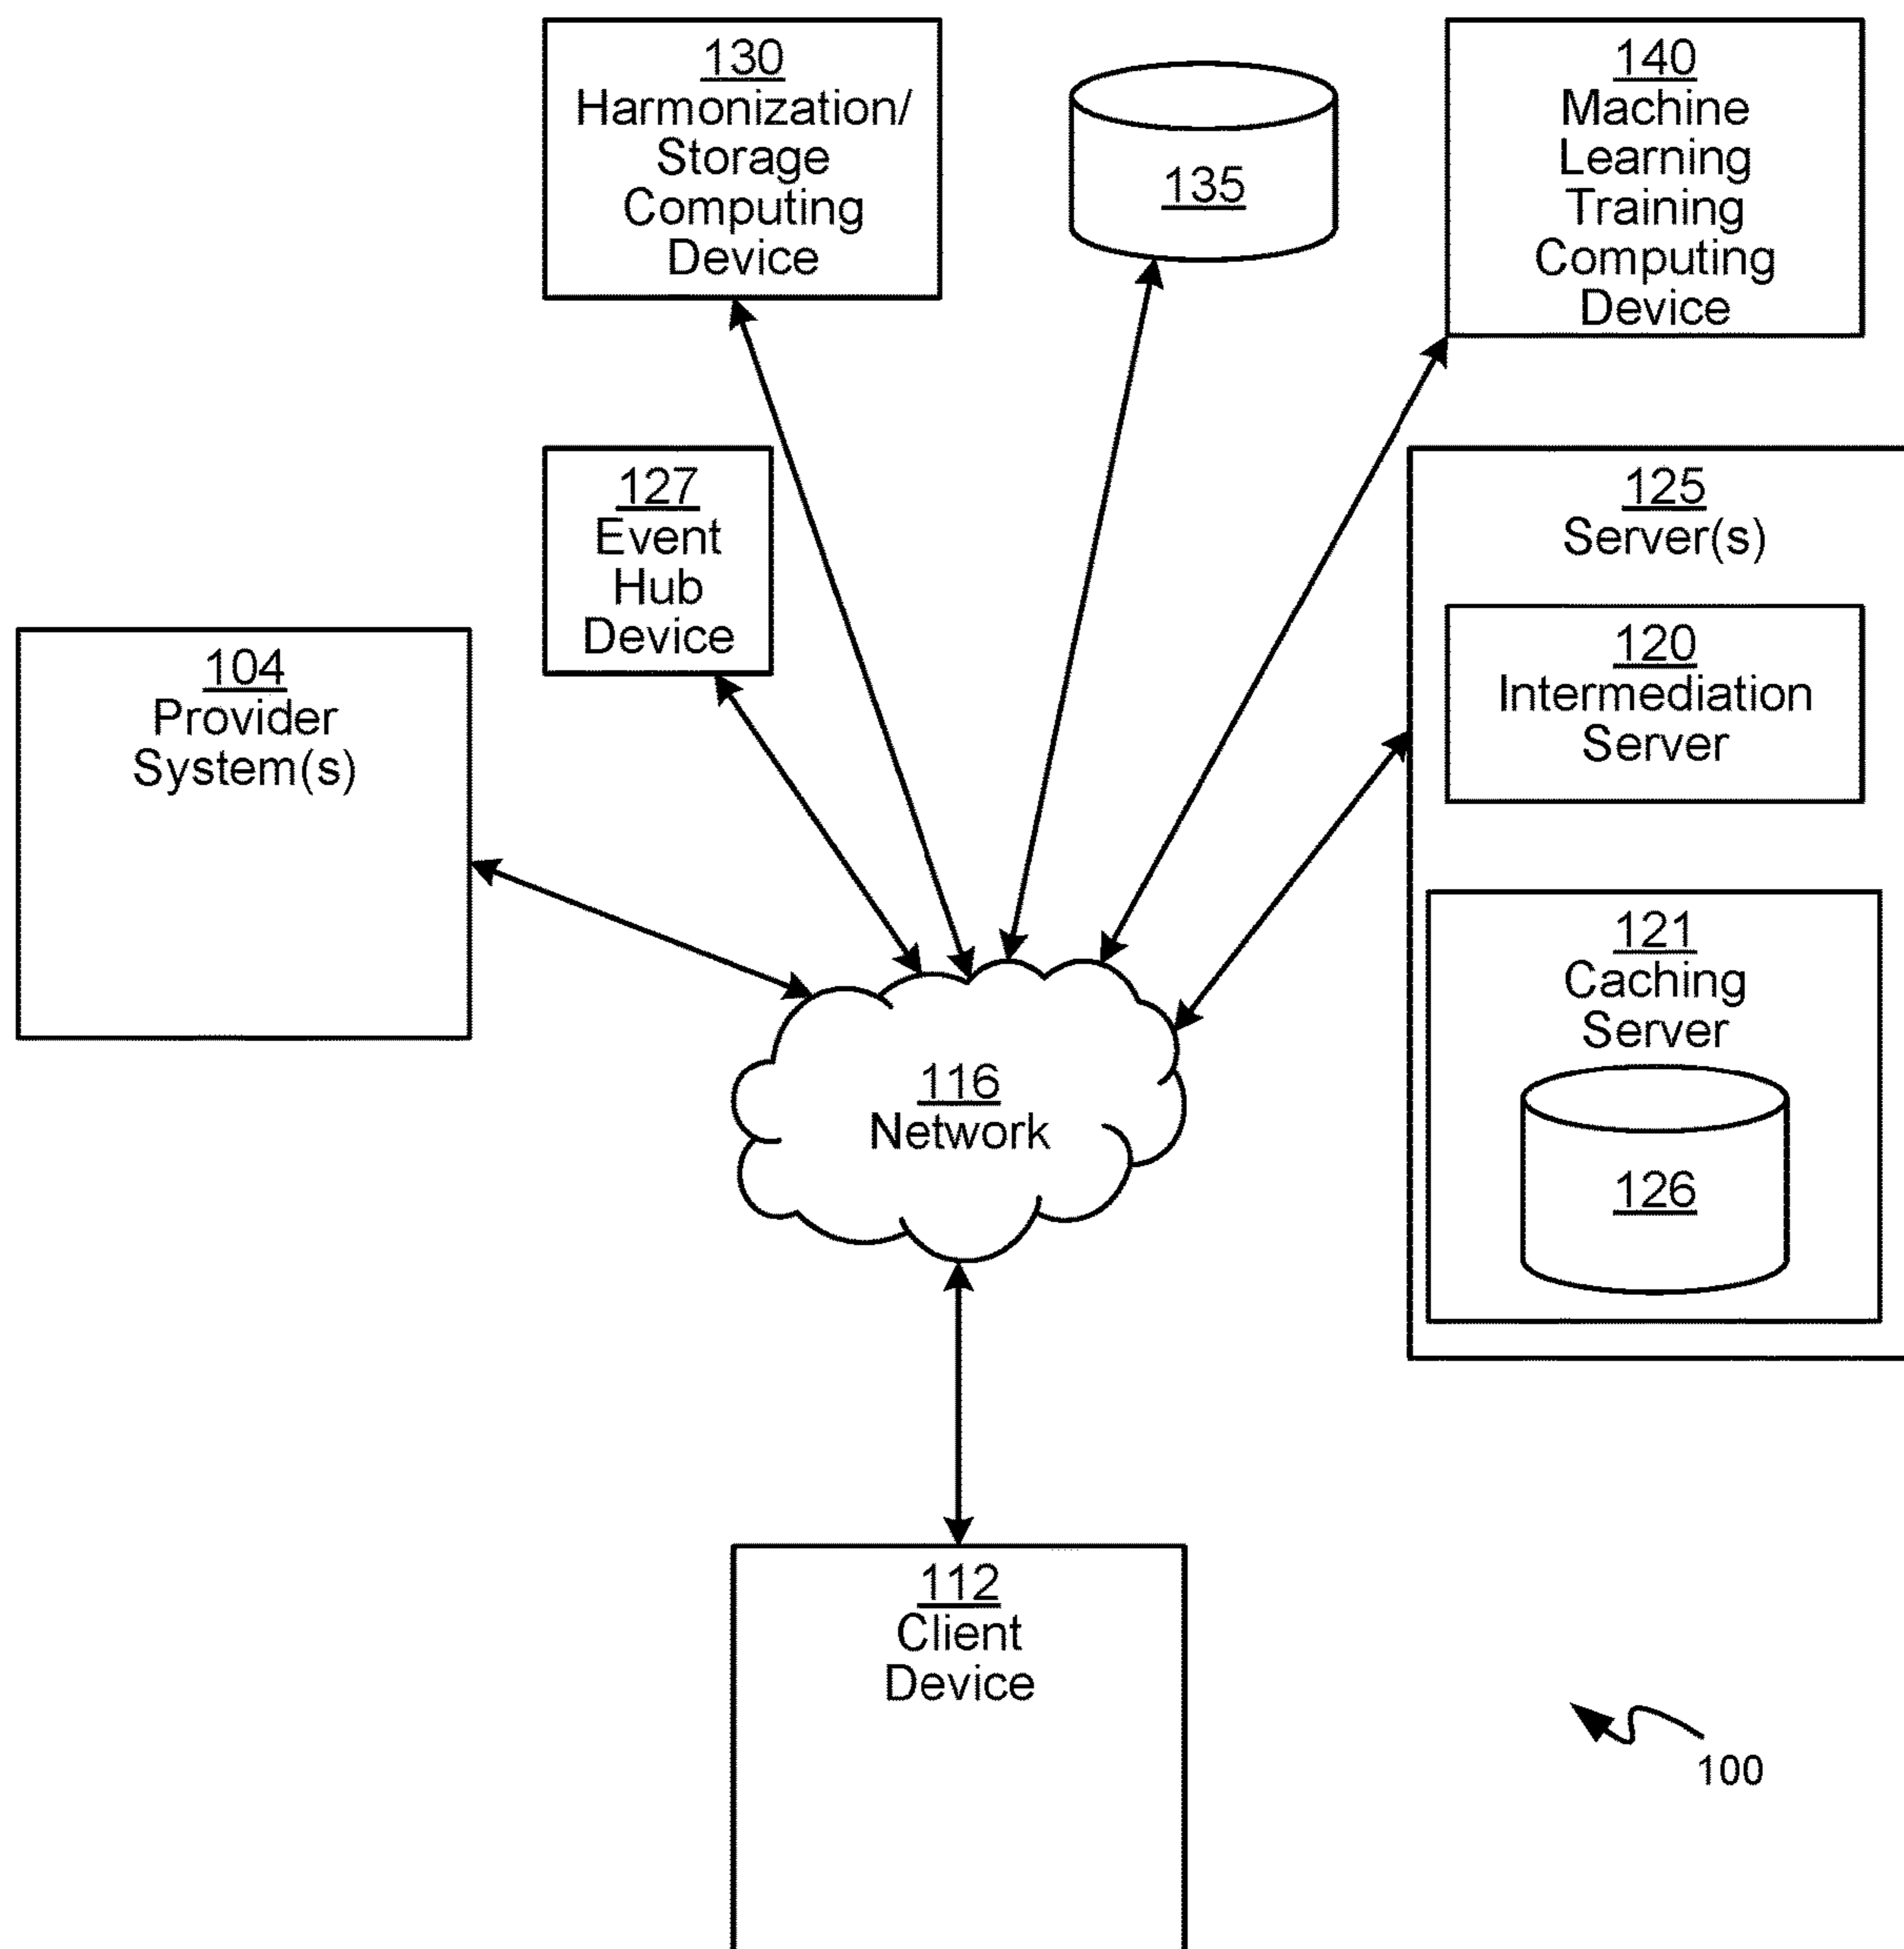 130
Harmonization/
Storage
Computing
Device
135
140
Machine
Learning
Training
Computing
Device
127
Event
Hub
Device
125
Server(s)
120
Intermediation
Server
104
Provider
System(s)
121
Caching
Server
126
116
Network
112
Client
Device
100